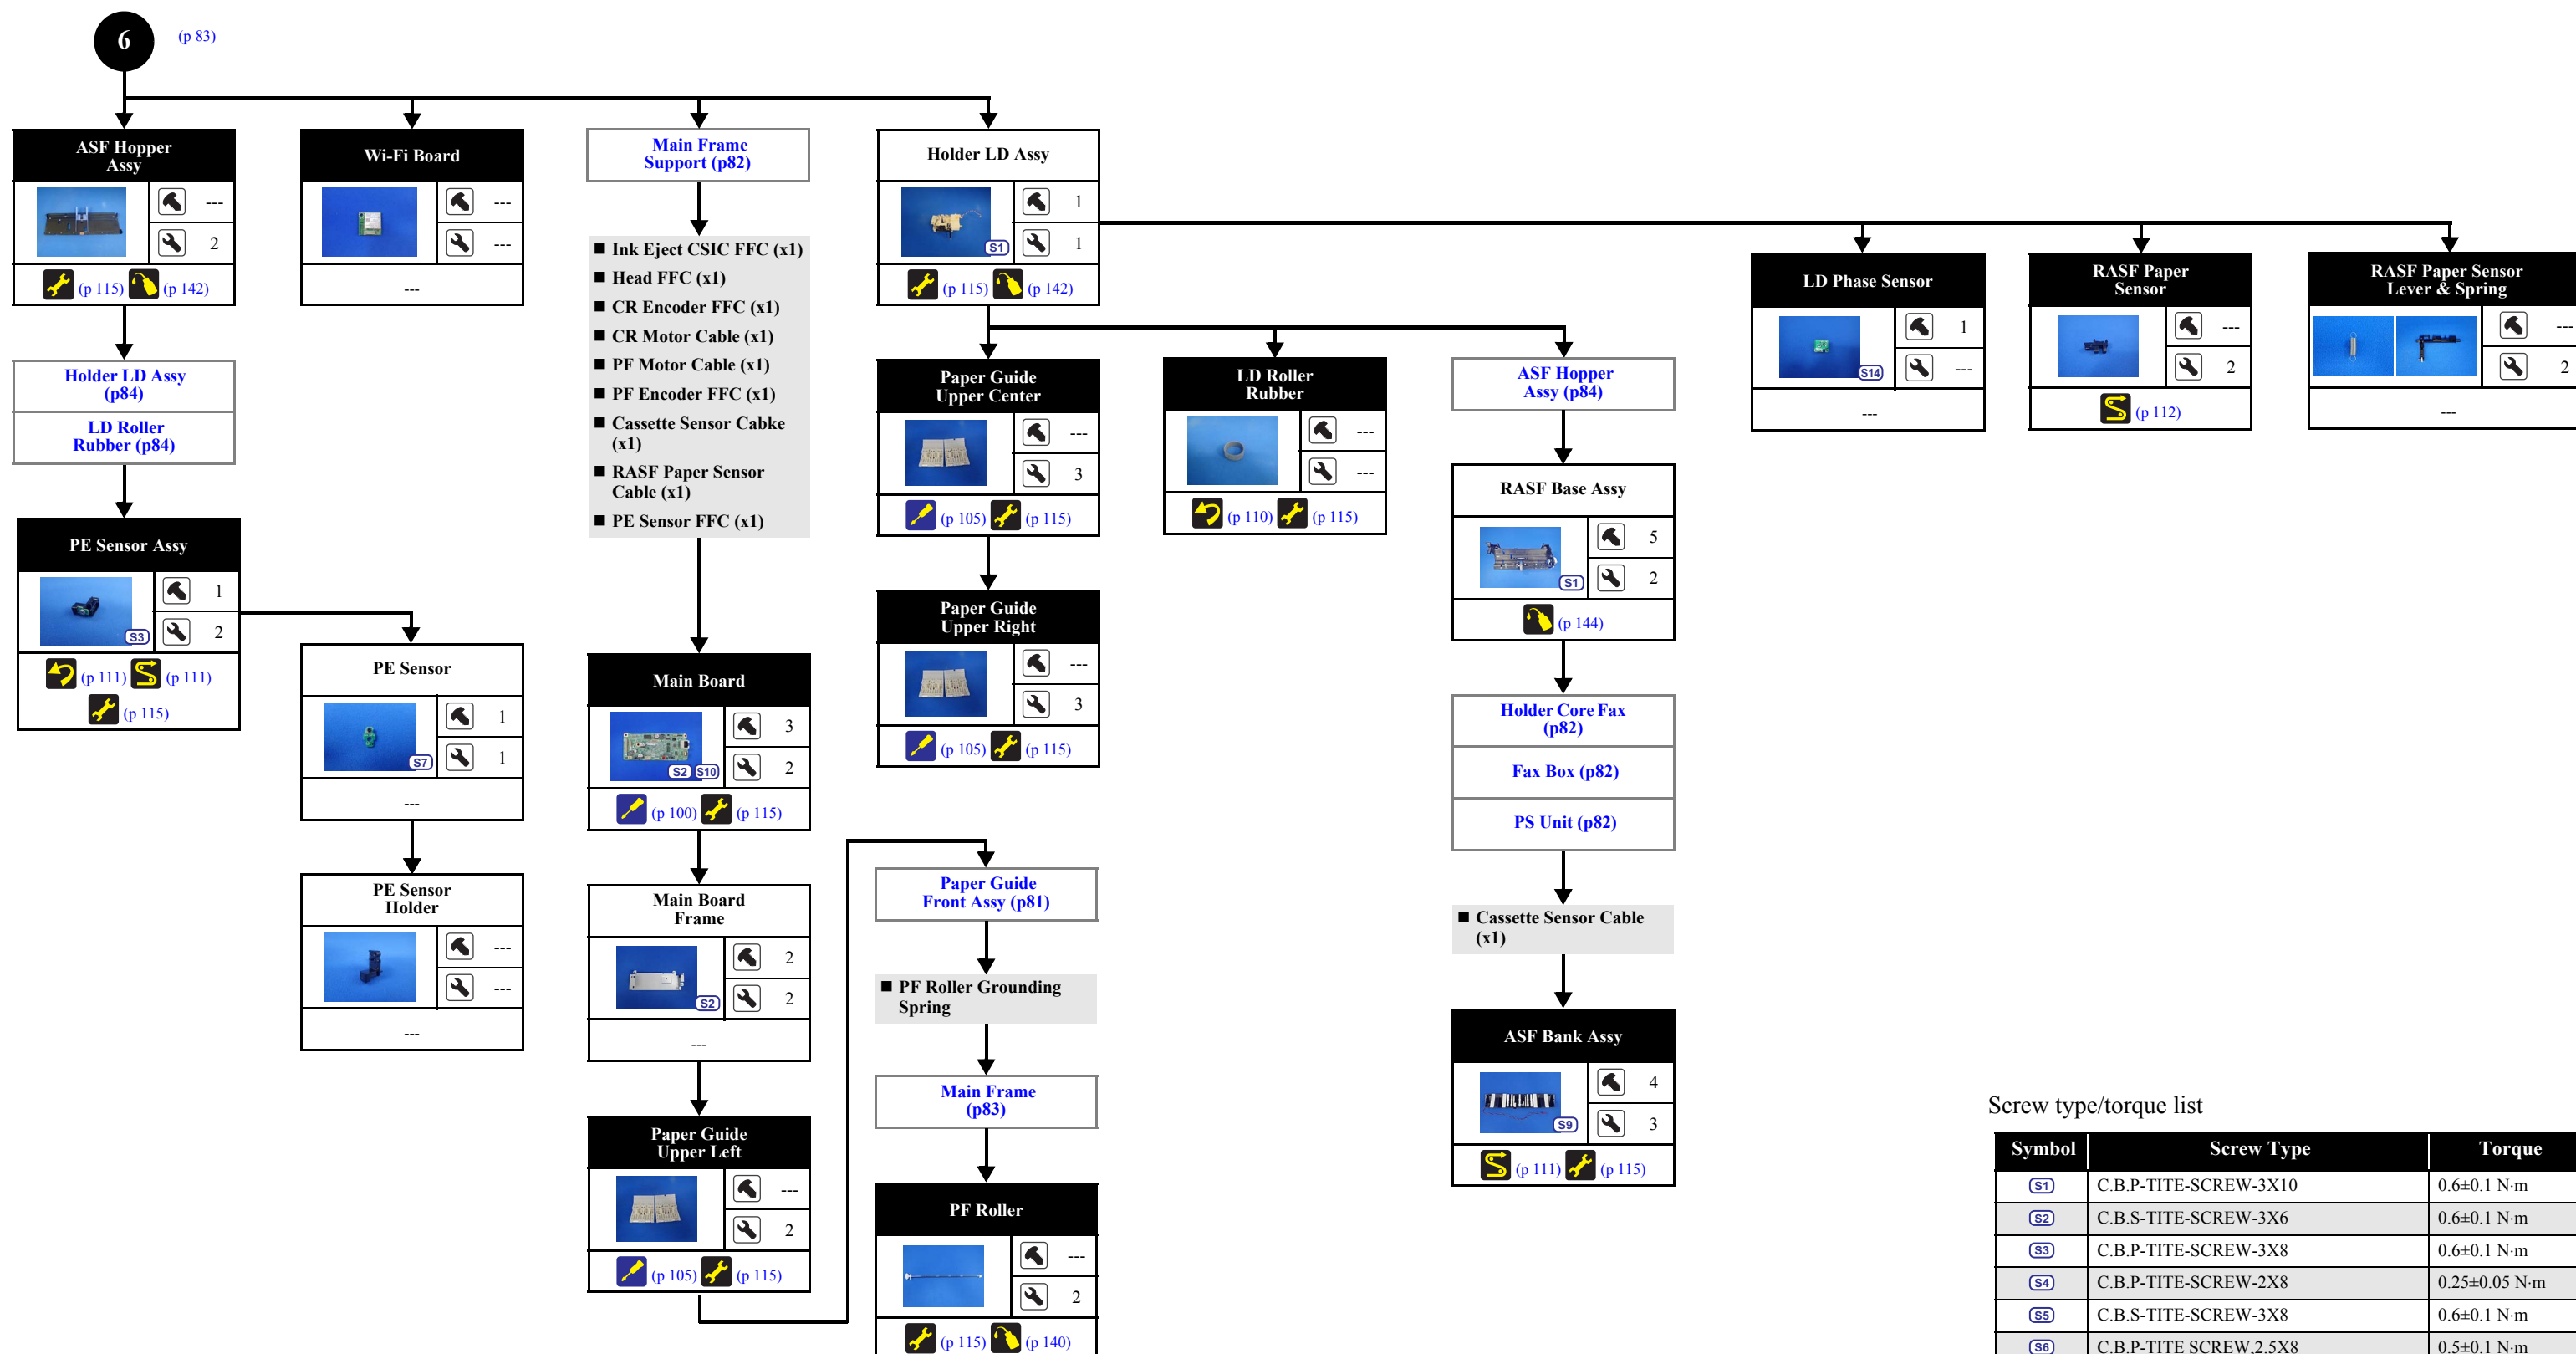 6
(p 83)
ASF Hopper
Assy
---
2
(p 115) (p 142)
Holder LD Assy
(p84)
LD Roller
Rubber (p84)
PE Sensor Assy
S3
1
2
(p 111) (p 111)
(p 115)
Wi-Fi Board
---
---
---
PE Sensor
S7
1
1
---
PE Sensor
Holder
---
---
---
Main Frame
Support (p82)
■ Ink Eject CSIC FFC (x1)
■ Head FFC (x1)
■ CR Encoder FFC (x1)
■ CR Motor Cable (x1)
■ PF Motor Cable (x1)
■ PF Encoder FFC (x1)
■ Cassette Sensor Cabke
(x1)
■ RASF Paper Sensor
Cable (x1)
■ PE Sensor FFC (x1)
Main Board
S2 S10
3
2
(p 100) (p 115)
Main Board
Frame
S2
2
2
---
Paper Guide
Upper Left
---
2
(p 105) (p 115)
Holder LD Assy
S1
1
1
(p 115) (p 142)
Paper Guide
Upper Center
---
3
(p 105) (p 115)
Paper Guide
Upper Right
---
3
(p 105) (p 115)
Paper Guide
Front Assy (p81)
■ PF Roller Grounding
Spring
Main Frame
(p83)
PF Roller
---
2
(p 115) (p 140)
LD Roller
Rubber
---
---
(p 110) (p 115)
ASF Hopper
Assy (p84)
RASF Base Assy
S1
5
2
(p 144)
Holder Core Fax
(p82)
Fax Box (p82)
PS Unit (p82)
■ Cassette Sensor Cable
(x1)
ASF Bank Assy
S9
4
3
(p 111) (p 115)
LD Phase Sensor
S14
1
---
---
RASF Paper
Sensor
---
2
(p 112)
RASF Paper Sensor
Lever & Spring
---
2
---
Screw type/torque list
Symbol Screw Type Torque
S1 C.B.P-TITE-SCREW-3X10 0.6±0.1 N·m
S2 C.B.S-TITE-SCREW-3X6 0.6±0.1 N·m
S3 C.B.P-TITE-SCREW-3X8 0.6±0.1 N·m
S4 C.B.P-TITE-SCREW-2X8 0.25±0.05 N·m
S5 C.B.S-TITE-SCREW-3X8 0.6±0.1 N·m
S6 C.B.P-TITE SCREW,2.5X8 0.5±0.1 N·m